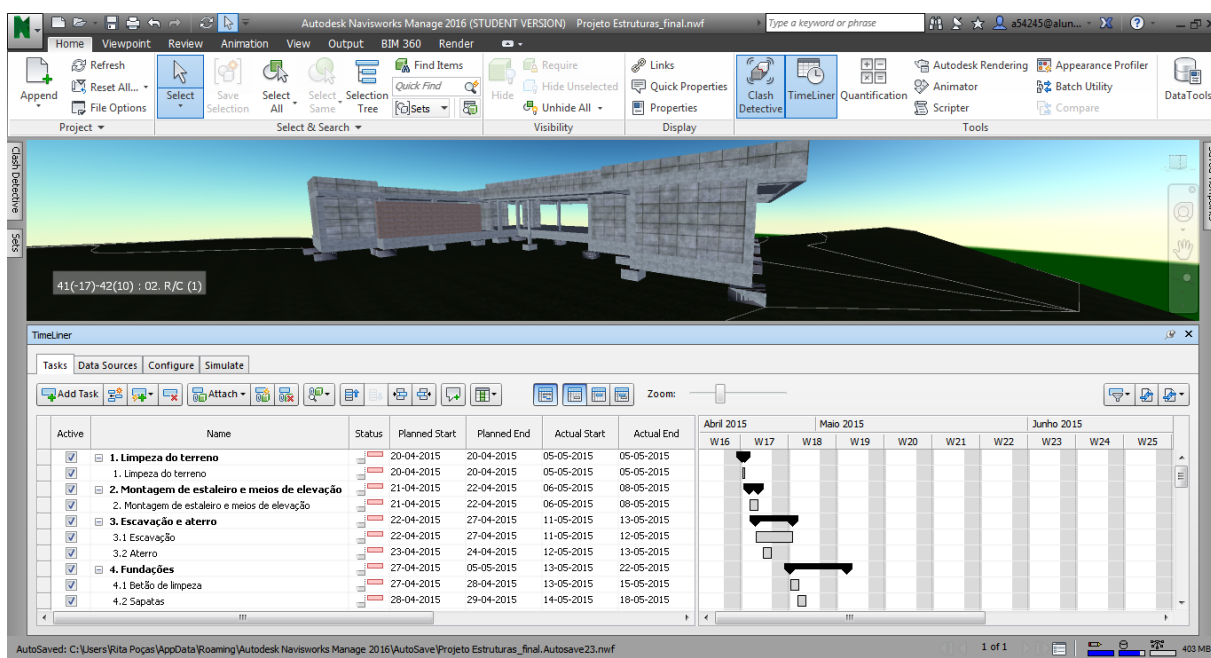 Autodesk Navisworks Manage 2016 (STUDENT VERSION) Projeto Estruturas_final.nwf Type a keyword or phrase a54245@alun...
Home Viewpoint Review Animation View Output BIM 360 Render
Append Refresh Reset All... File Options Select Save Selection Select All Select Same Selection Tree Find Items Quick Find Sets Hide Require Hide Unselected Unhide All Links Quick Properties Properties Clash Detective TimeLiner Quantification Autodesk Rendering Animator Scripter Appearance Profiler Batch Utility Compare DataTools
Project Select & Search Visibility Display Tools
Clash Detective
Sets
41(-17)-42(10) : 02. R/C (1)
TimeLiner
Tasks Data Sources Configure Simulate
Add Task Attach Zoom:
Active Name Status Planned Start Planned End Actual Start Actual End
Abril 2015 Maio 2015 Junho 2015
W16 W17 W18 W19 W20 W21 W22 W23 W24 W25
1. Limpeza do terreno 20-04-2015 20-04-2015 05-05-2015 05-05-2015
1. Limpeza do terreno 20-04-2015 20-04-2015 05-05-2015 05-05-2015
2. Montagem de estaleiro e meios de elevação 21-04-2015 22-04-2015 06-05-2015 08-05-2015
2. Montagem de estaleiro e meios de elevação 21-04-2015 22-04-2015 06-05-2015 08-05-2015
3. Escavação e aterro 22-04-2015 27-04-2015 11-05-2015 13-05-2015
3.1 Escavação 22-04-2015 27-04-2015 11-05-2015 12-05-2015
3.2 Aterro 23-04-2015 24-04-2015 12-05-2015 13-05-2015
4. Fundações 27-04-2015 05-05-2015 13-05-2015 22-05-2015
4.1 Betão de limpeza 27-04-2015 28-04-2015 13-05-2015 15-05-2015
4.2 Sapatas 28-04-2015 29-04-2015 14-05-2015 18-05-2015
AutoSaved: C:\Users\Rita Poças\AppData\Roaming\Autodesk Navisworks Manage 2016\AutoSave\Projeto Estruturas_final.Autosave23.nwf 1 of 1 403 MB